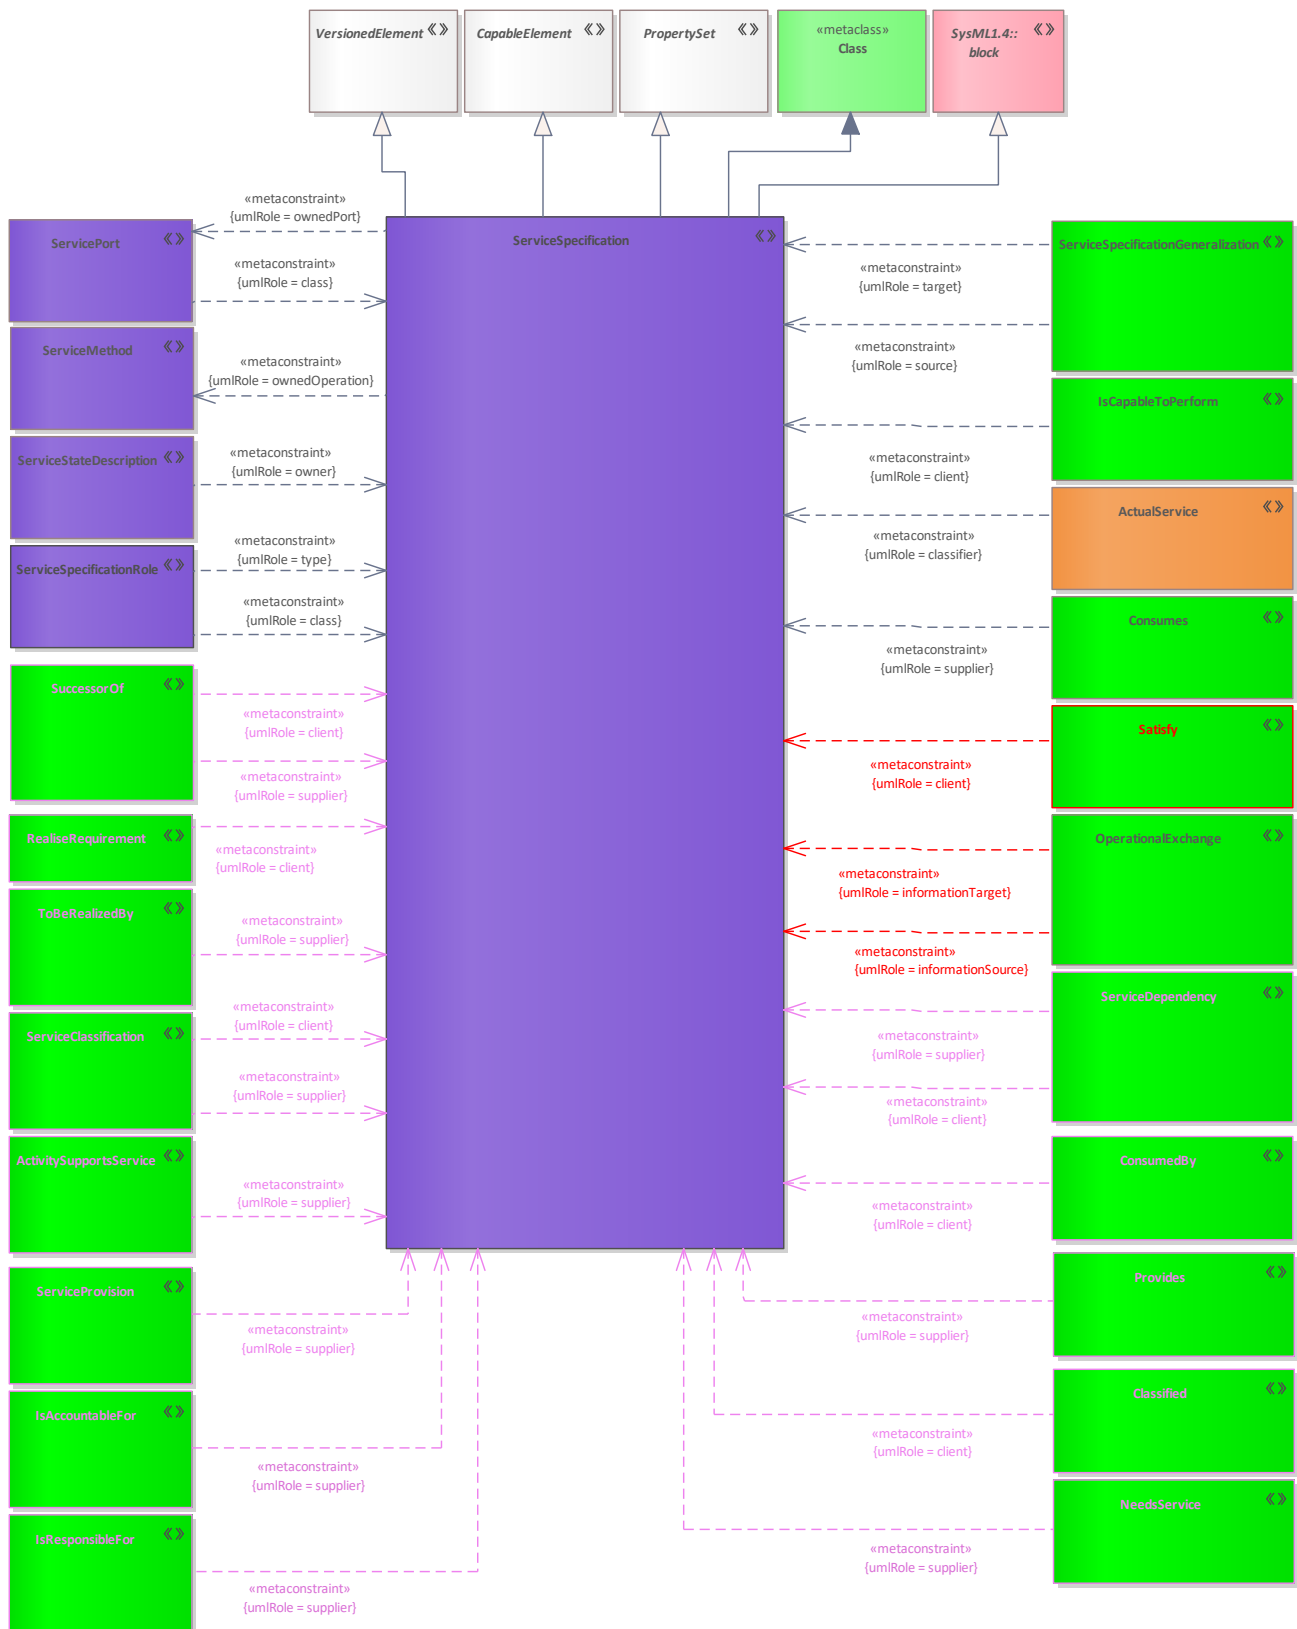 VersionedElement «»
CapableElement «»
PropertySet «»
«metaclass»
Class
SysML1.4::
block
«»
ServiceSpecification «»
ServicePort «»
«metaconstraint»
{umlRole = ownedPort}
«metaconstraint»
{umlRole = class}
ServiceMethod «»
«metaconstraint»
{umlRole = ownedOperation}
ServiceStateDescription «»
«metaconstraint»
{umlRole = owner}
ServiceSpecificationRole «»
«metaconstraint»
{umlRole = type}
«metaconstraint»
{umlRole = class}
SuccessorOf «»
«metaconstraint»
{umlRole = client}
«metaconstraint»
{umlRole = supplier}
RealiseRequirement «»
«metaconstraint»
{umlRole = client}
ToBeRealizedBy «»
«metaconstraint»
{umlRole = supplier}
ServiceClassification «»
«metaconstraint»
{umlRole = client}
«metaconstraint»
{umlRole = supplier}
ActivitySupportsService «»
«metaconstraint»
{umlRole = supplier}
ServiceProvision «»
«metaconstraint»
{umlRole = supplier}
IsAccountableFor «»
«metaconstraint»
{umlRole = supplier}
IsResponsibleFor «»
«metaconstraint»
{umlRole = supplier}
ServiceSpecificationGeneralization «»
«metaconstraint»
{umlRole = target}
«metaconstraint»
{umlRole = source}
IsCapableToPerform «»
«metaconstraint»
{umlRole = client}
ActualService «»
«metaconstraint»
{umlRole = classifier}
Consumes «»
«metaconstraint»
{umlRole = supplier}
Satisfy «»
«metaconstraint»
{umlRole = client}
OperationalExchange «»
«metaconstraint»
{umlRole = informationTarget}
«metaconstraint»
{umlRole = informationSource}
ServiceDependency «»
«metaconstraint»
{umlRole = supplier}
«metaconstraint»
{umlRole = client}
ConsumedBy «»
«metaconstraint»
{umlRole = client}
Provides «»
«metaconstraint»
{umlRole = supplier}
Classified «»
«metaconstraint»
{umlRole = client}
NeedsService «»
«metaconstraint»
{umlRole = supplier}